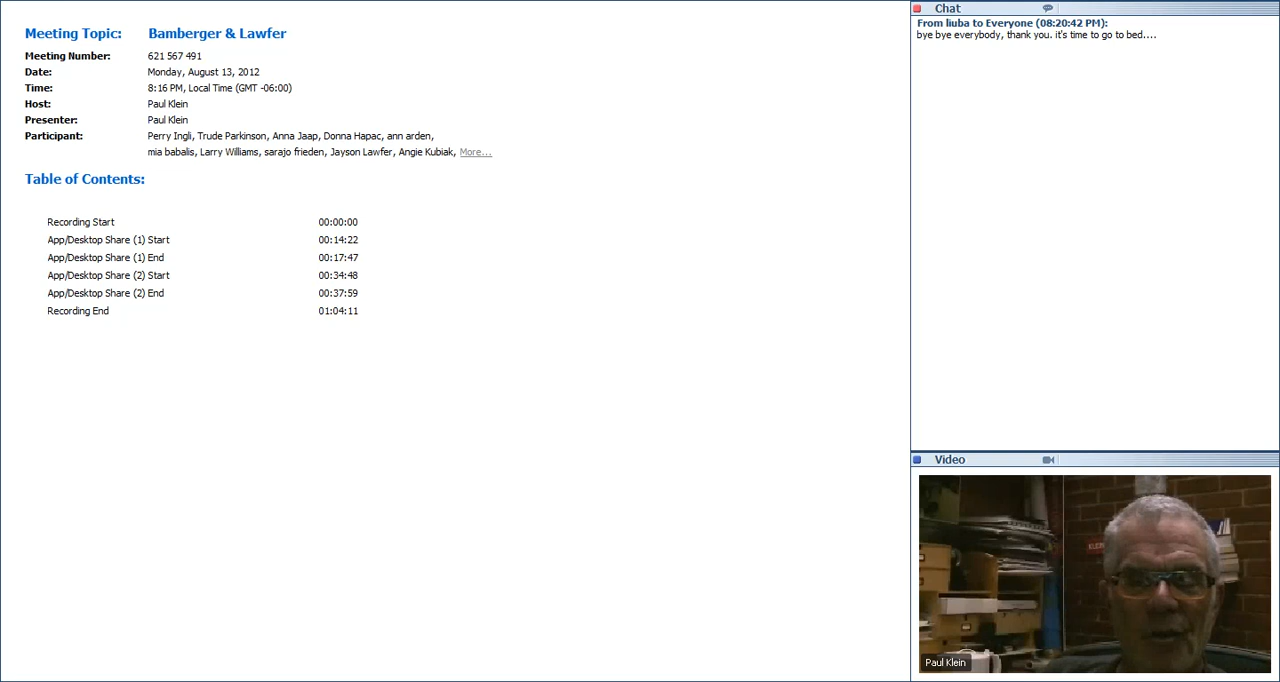 Meeting Topic: Bamberger & Lawfer
Meeting Number: 621 567 491
Date: Monday, August 13, 2012
Time: 8:16 PM, Local Time (GMT -06:00)
Host: Paul Klein
Presenter: Paul Klein
Participant: Perry Ingli, Trude Parkinson, Anna Jaap, Donna Hapac, ann arden,
mia babalis, Larry Williams, sarajo frieden, Jayson Lawfer, Angie Kubiak, More...
Table of Contents:
Recording Start 00:00:00
App/Desktop Share (1) Start 00:14:22
App/Desktop Share (1) End 00:17:47
App/Desktop Share (2) Start 00:34:48
App/Desktop Share (2) End 00:37:59
Recording End 01:04:11
Chat
From liuba to Everyone (08:20:42 PM):
bye bye everybody, thank you. it's time to go to bed....
Video
KLEIN
Paul Klein